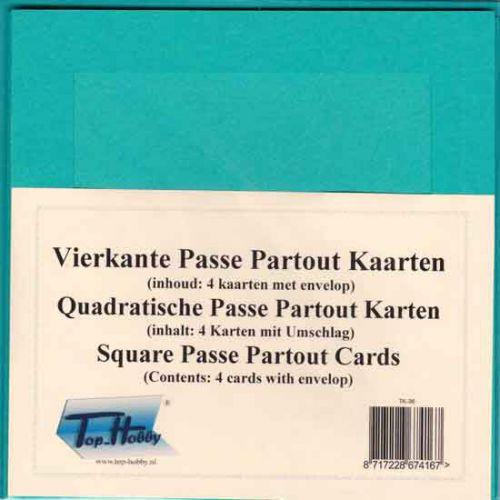 Vierkante Passe Partout Kaarten
(inhoud: 4 kaarten met envelop)
Quadratische Passe Partout Karten
(inhalt: 4 Karten mit Umschlag)
Square Passe Partout Cards
(Contents: 4 cards with envelop)
Top-Hobby ®
www.top-hobby.nl
8 717228 674167 >